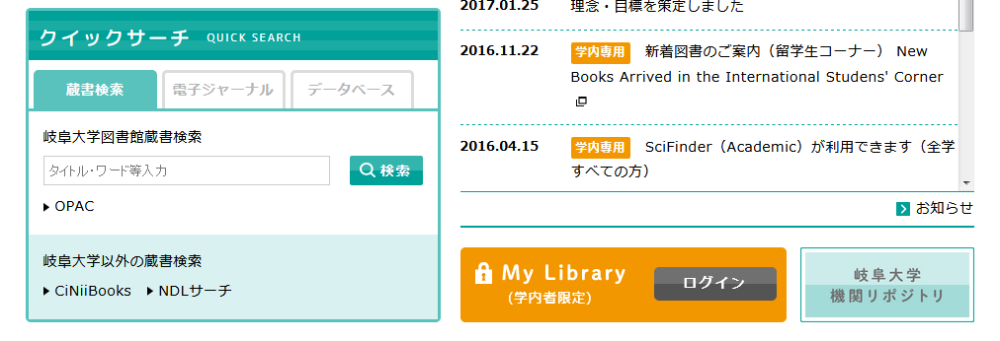 クイックサーチ QUICK SEARCH
蔵書検索 電子ジャーナル データベース
岐阜大学図書館蔵書検索
タイトル・ワード等入力 検索
OPAC
岐阜大学以外の蔵書検索
CiNiiBooks NDLサーチ
2017.01.25 理念・目標を策定しました
2016.11.22 学内専用 新着図書のご案内（留学生コーナー） New
Books Arrived in the International Studens' Corner
2016.04.15 学内専用 SciFinder（Academic）が利用できます（全学
すべての方）
お知らせ
My Library
(学内者限定)
ログイン
岐阜大学
機関リポジトリ